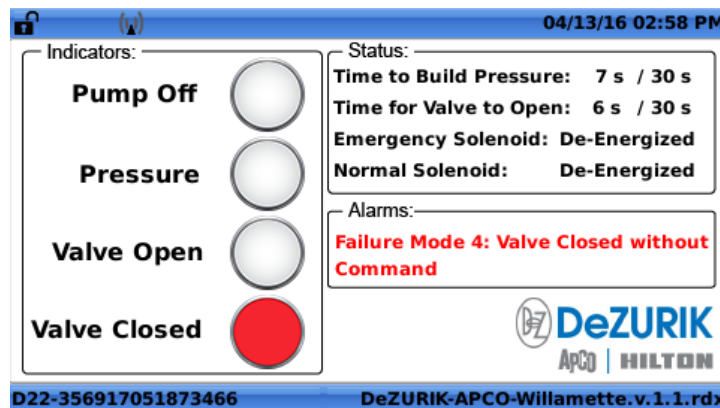 04/13/16 02:58 PM
Indicators:
Pump Off
Pressure
Valve Open
Valve Closed
Status:
Time to Build Pressure: 7 s / 30 s
Time for Valve to Open: 6 s / 30 s
Emergency Solenoid: De-Energized
Normal Solenoid: De-Energized
Alarms:
Failure Mode 4: Valve Closed without
Command
DZ DeZURIK
APCO | HILTON
D22-356917051873466
DeZURIK-APCO-Willamette.v.1.1.rdx